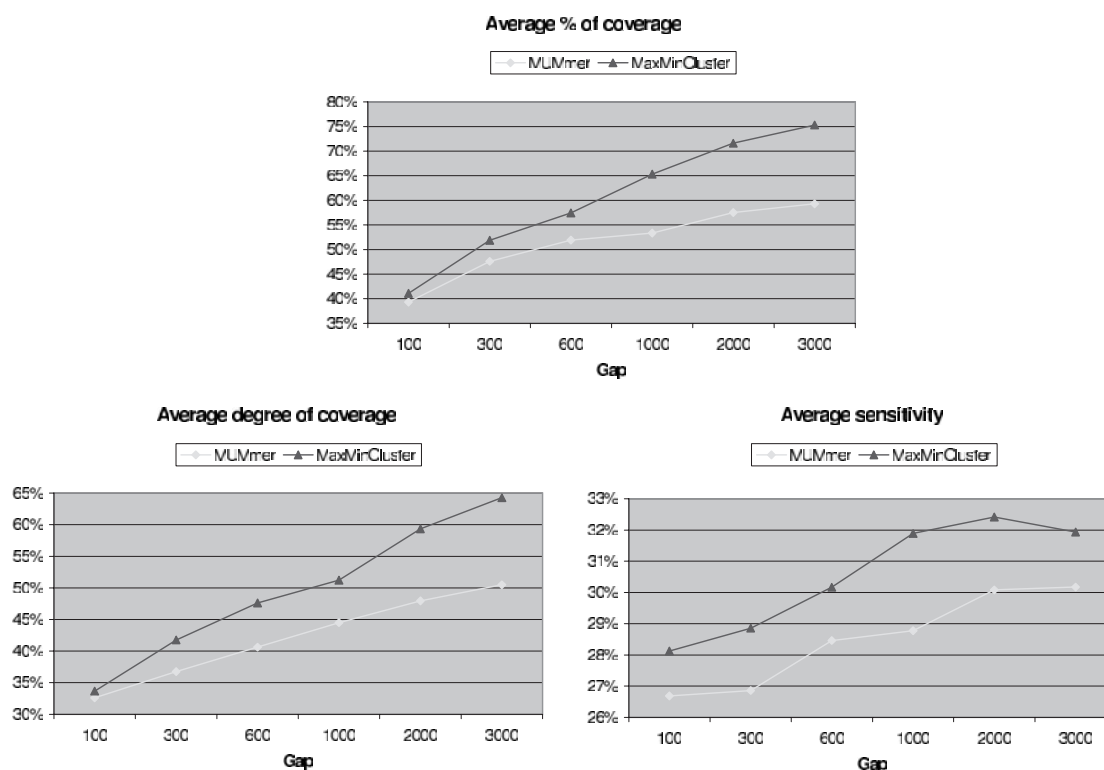 Average % of coverage
MUMmer MaxMinCluster
80%
75%
70%
65%
60%
55%
50%
45%
40%
35%
100 300 600 1000 2000 3000
Gap
Average degree of coverage
MUMmer MaxMinCluster
65%
60%
55%
50%
45%
40%
35%
30%
100 300 600 1000 2000 3000
Gap
Average sensitivity
MUMmer MaxMinCluster
33%
32%
31%
30%
29%
28%
27%
26%
100 300 600 1000 2000 3000
Gap